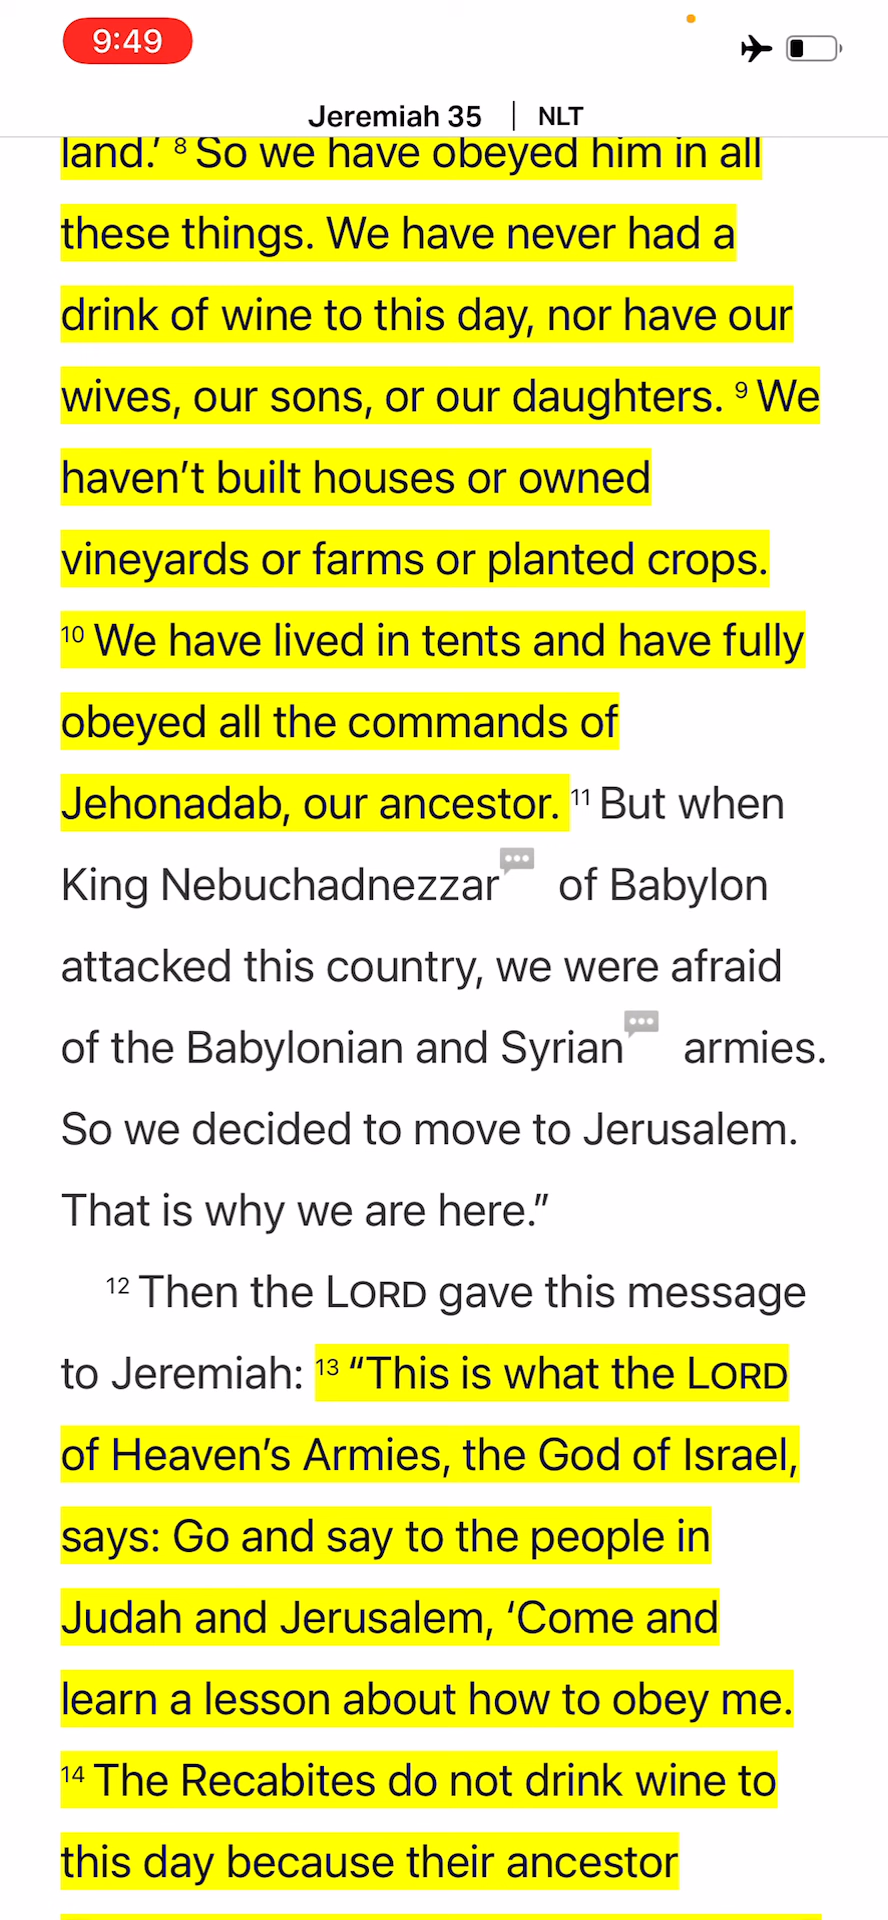 9:49
Jeremiah 35 | NLT
land.’ 8 So we have obeyed him in all
these things. We have never had a
drink of wine to this day, nor have our
wives, our sons, or our daughters. 9 We
haven’t built houses or owned
vineyards or farms or planted crops.
10 We have lived in tents and have fully
obeyed all the commands of
Jehonadab, our ancestor. 11 But when
King Nebuchadnezzar of Babylon
attacked this country, we were afraid
of the Babylonian and Syrian armies.
So we decided to move to Jerusalem.
That is why we are here.”
12 Then the LORD gave this message
to Jeremiah: 13 “This is what the LORD
of Heaven’s Armies, the God of Israel,
says: Go and say to the people in
Judah and Jerusalem, ‘Come and
learn a lesson about how to obey me.
14 The Recabites do not drink wine to
this day because their ancestor